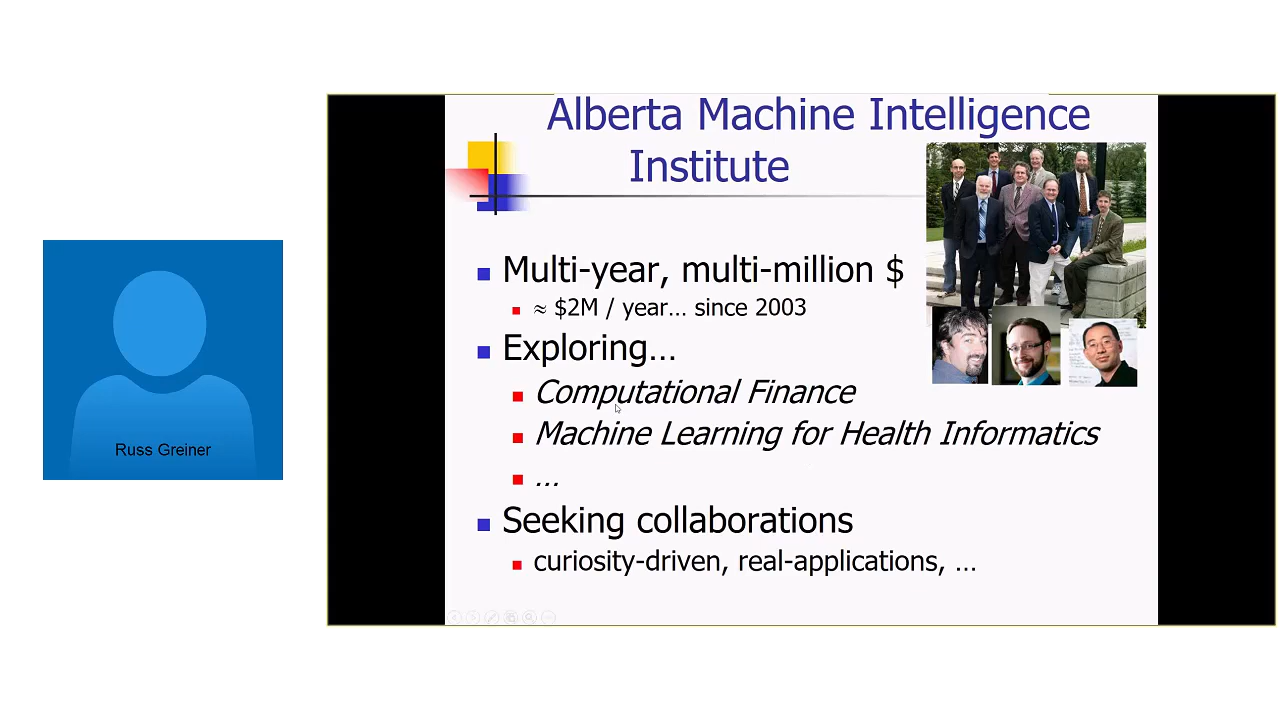 Alberta Machine Intelligence
Institute
Multi-year, multi-million $
≈ $2M / year… since 2003
Exploring…
Computational Finance
Machine Learning for Health Informatics
…
Seeking collaborations
curiosity-driven, real-applications, …
Russ Greiner